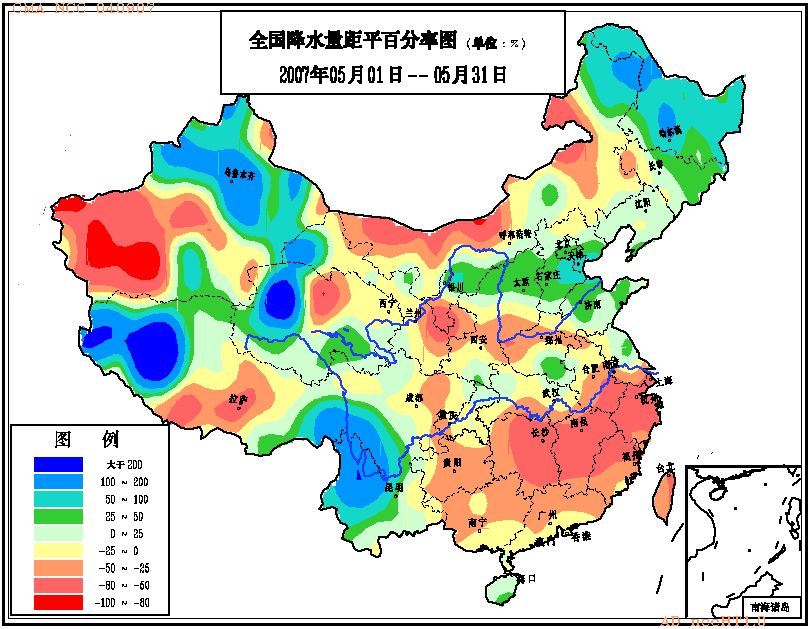 CMA NCC 040907
全国降水量距平百分率图 (单位：%)
2007年05月01日 -- 05月31日
哈尔滨
长春
乌鲁木齐
沈阳
呼和浩特
北京
天津
银川
太原
石家庄
济南
西宁
兰州
西安
郑州
合肥
南京
上海
拉萨
成都
重庆
武汉
杭州
长沙
南昌
贵阳
福州
昆明
台北
南宁
广州
澳门
香港
海口
图 例
大于 200
100 ~ 200
50 ~ 100
25 ~ 50
0 ~ 25
-25 ~ 0
-50 ~ -25
-80 ~ -50
-100 ~ -80
南海诸岛